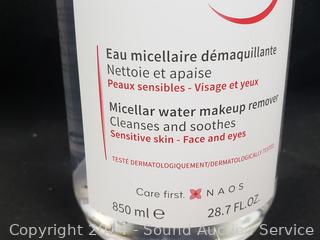 Eau micellaire démaquillante
Nettoie et apaise
Peaux sensibles - Visage et yeux
Micellar water makeup remover
Cleanses and soothes
Sensitive skin - Face and eyes
TESTÉ DERMATOLOGIQUEMENT/DERMATOLOGICALLY TESTED
Care first. NAOS
850 ml e 28.7 FL.OZ.
Sound Auction Service